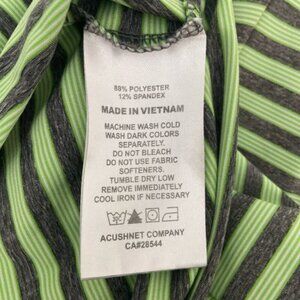 88% POLYESTER
12% SPANDEX
MADE IN VIETNAM
MACHINE WASH COLD
WASH DARK COLORS
SEPARATELY.
DO NOT BLEACH
DO NOT USE FABRIC
SOFTENERS.
TUMBLE DRY LOW
REMOVE IMMEDIATELY
COOL IRON IF NECESSARY
ACUSHNET COMPANY
CA#28544